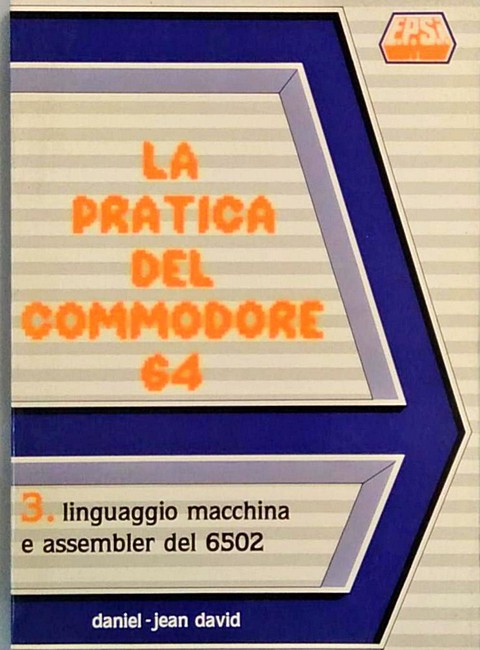 E.P.S.I.
LA
PRATICA
DEL
COMMODORE
64
3. linguaggio macchina
e assembler del 6502
daniel-jean david